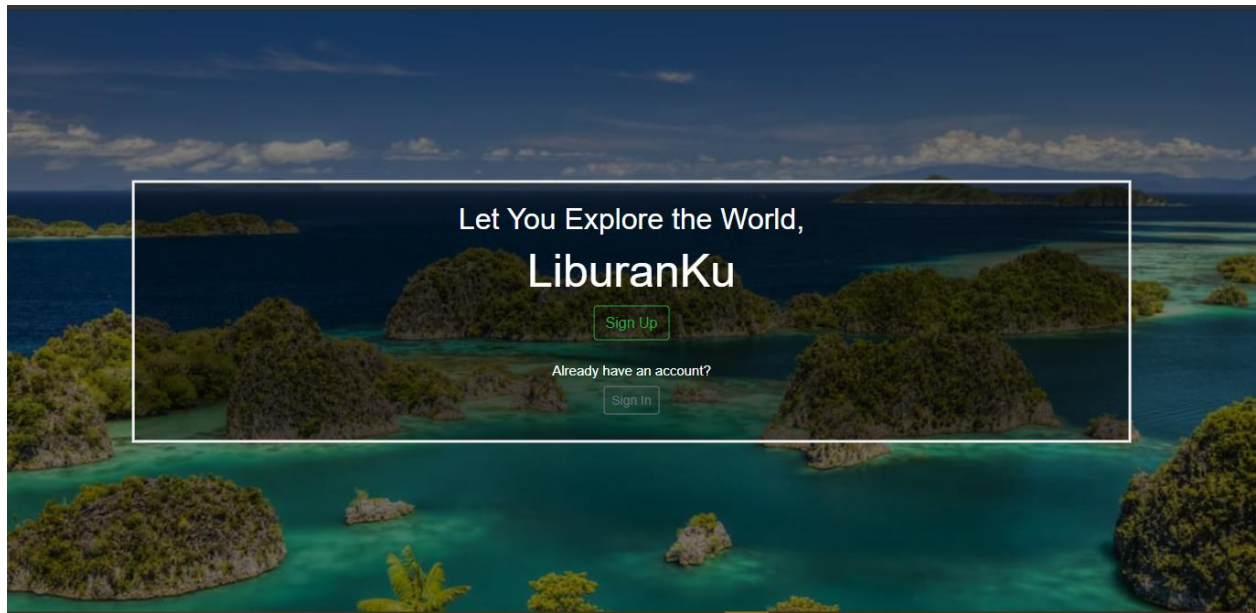 Let You Explore the World,
LiburanKu
Sign Up
Already have an account?
Sign In